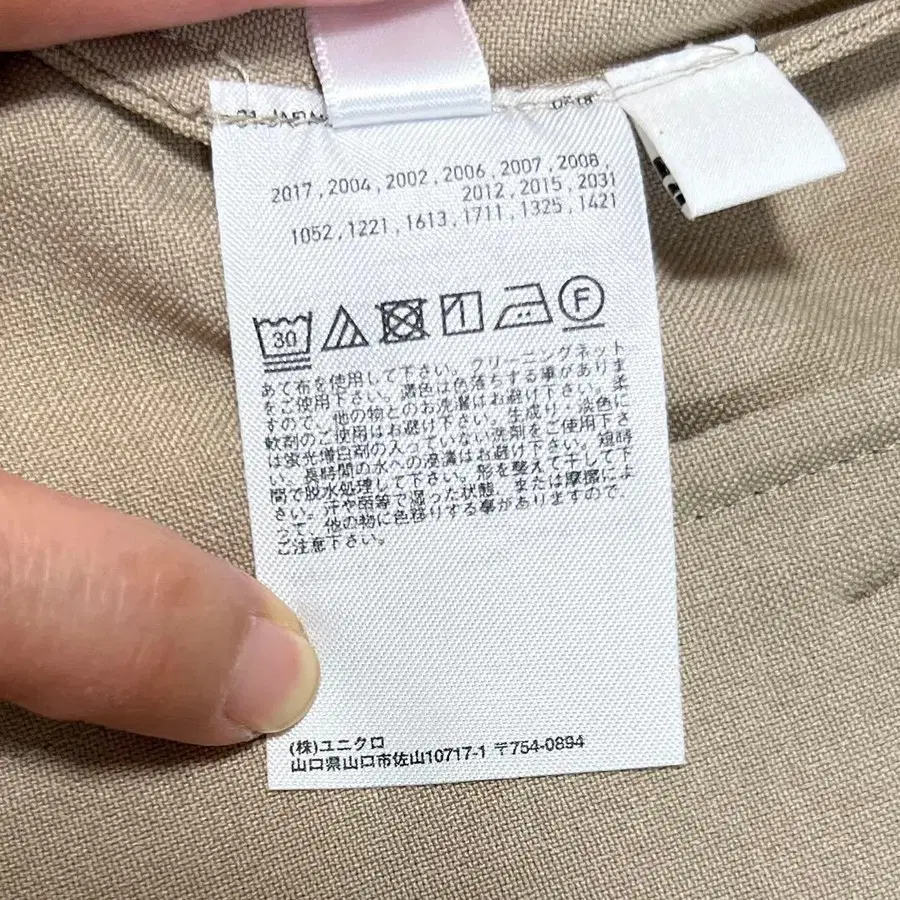 2017,2004,2002,2006,2007,2008,
2012,2015,2031
1052,1221,1613,1711,1325,1421
30
F
あて布を使用して下さい。クリーニングネット
をご使用下さい。濃色は色落ちする事がありま
すので、他の物とのお洗濯はお避け下さい。柔
軟剤のご使用はお避け下さい。生成り・淡色に
は蛍光増白剤の入っていない洗剤をご使用下さ
い。長時間の水への浸漬はお避け下さい。短時
間で脱水処理して下さい。形を整えて干して下
さい。汗や雨等で湿った状態、または摩擦によ
って、他の物に色移りする事がありますので、
ご注意下さい。
(株)ユニクロ
山口県山口市佐山10717-1 〒754-0894